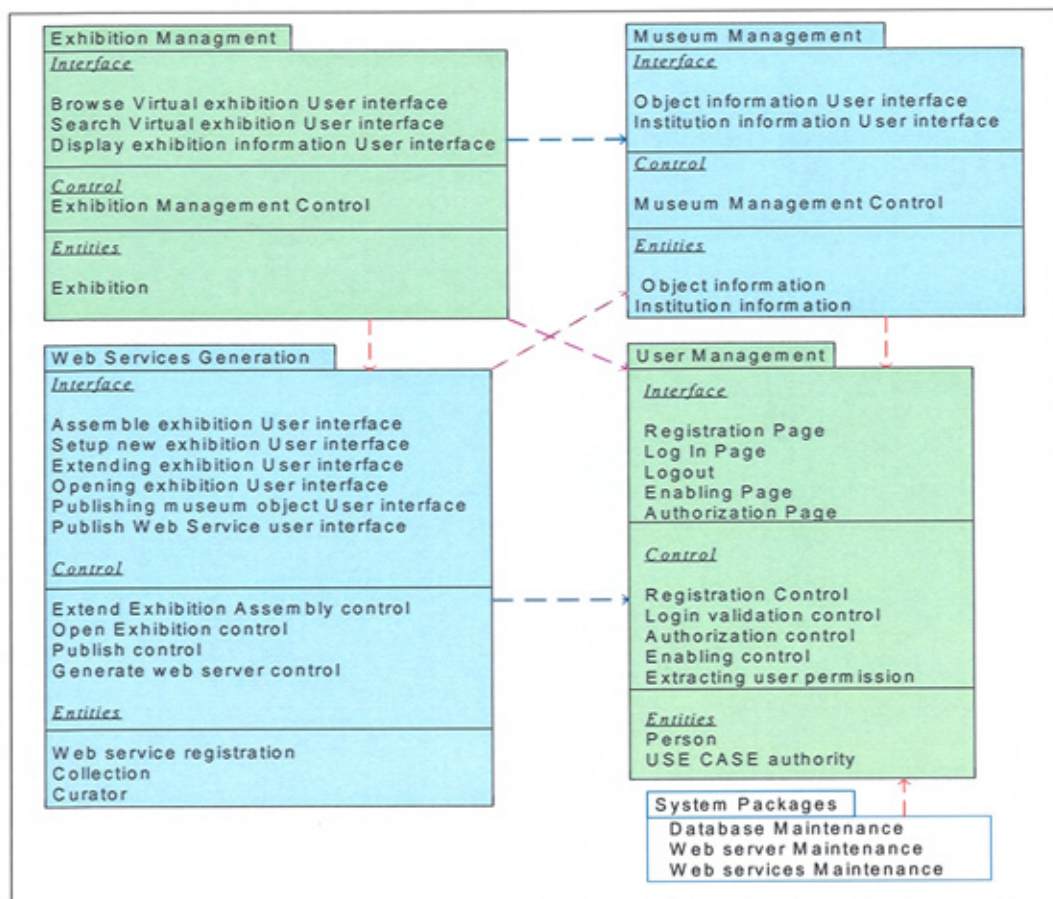 Exhibition Managment
Interface
Browse Virtual exhibition User interface
Search Virtual exhibition User interface
Display exhibition information User interface
Control
Exhibition Management Control
Entities
Exhibition
Museum Management
Interface
Object information User interface
Institution information User interface
Control
Museum Management Control
Entities
Object information
Institution information
Web Services Generation
Interface
Assemble exhibition User interface
Setup new exhibition User interface
Extending exhibition User interface
Opening exhibition User interface
Publishing museum object User interface
Publish Web Service user interface
Control
Extend Exhibition Assembly control
Open Exhibition control
Publish control
Generate web server control
Entities
Web service registration
Collection
Curator
User Management
Interface
Registration Page
Log In Page
Logout
Enabling Page
Authorization Page
Control
Registration Control
Login validation control
Authorization control
Enabling control
Extracting user permission
Entities
Person
USE CASE authority
System Packages
Database Maintenance
Web server Maintenance
Web services Maintenance